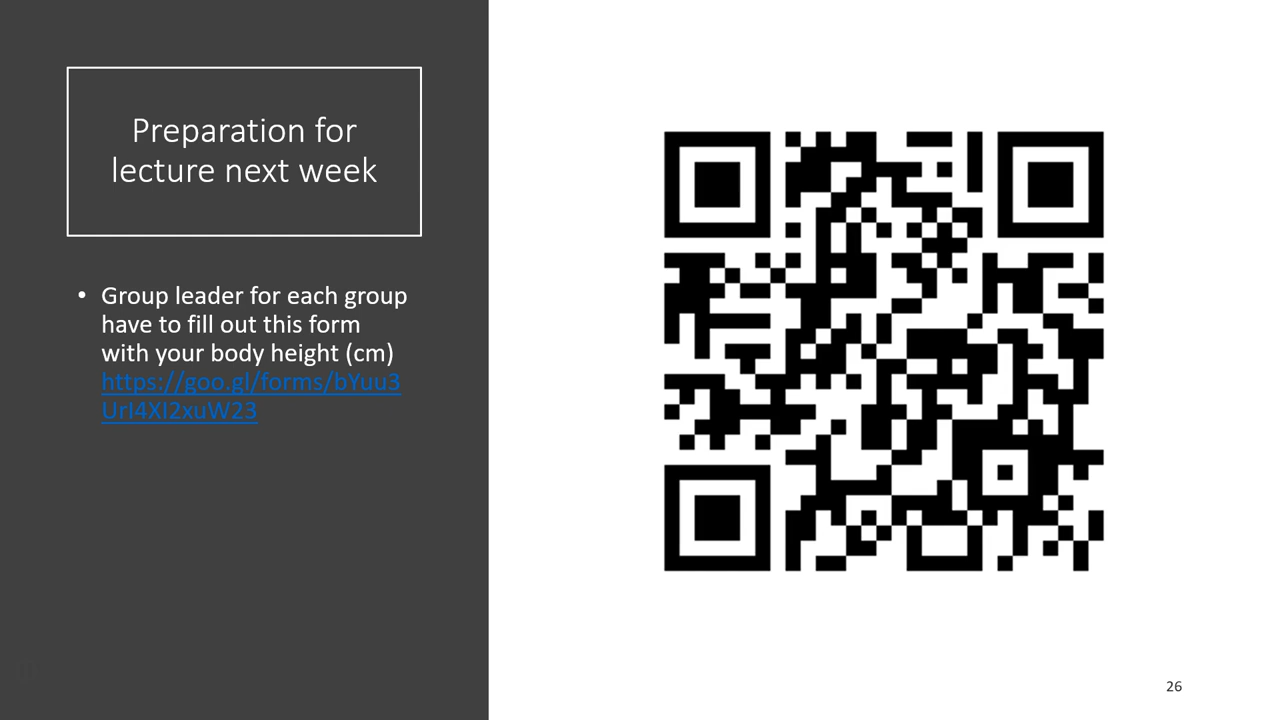 Preparation for
lecture next week
• Group leader for each group
have to fill out this form
with your body height (cm)
https://goo.gl/forms/bYuu3
UrI4XI2xuW23
26